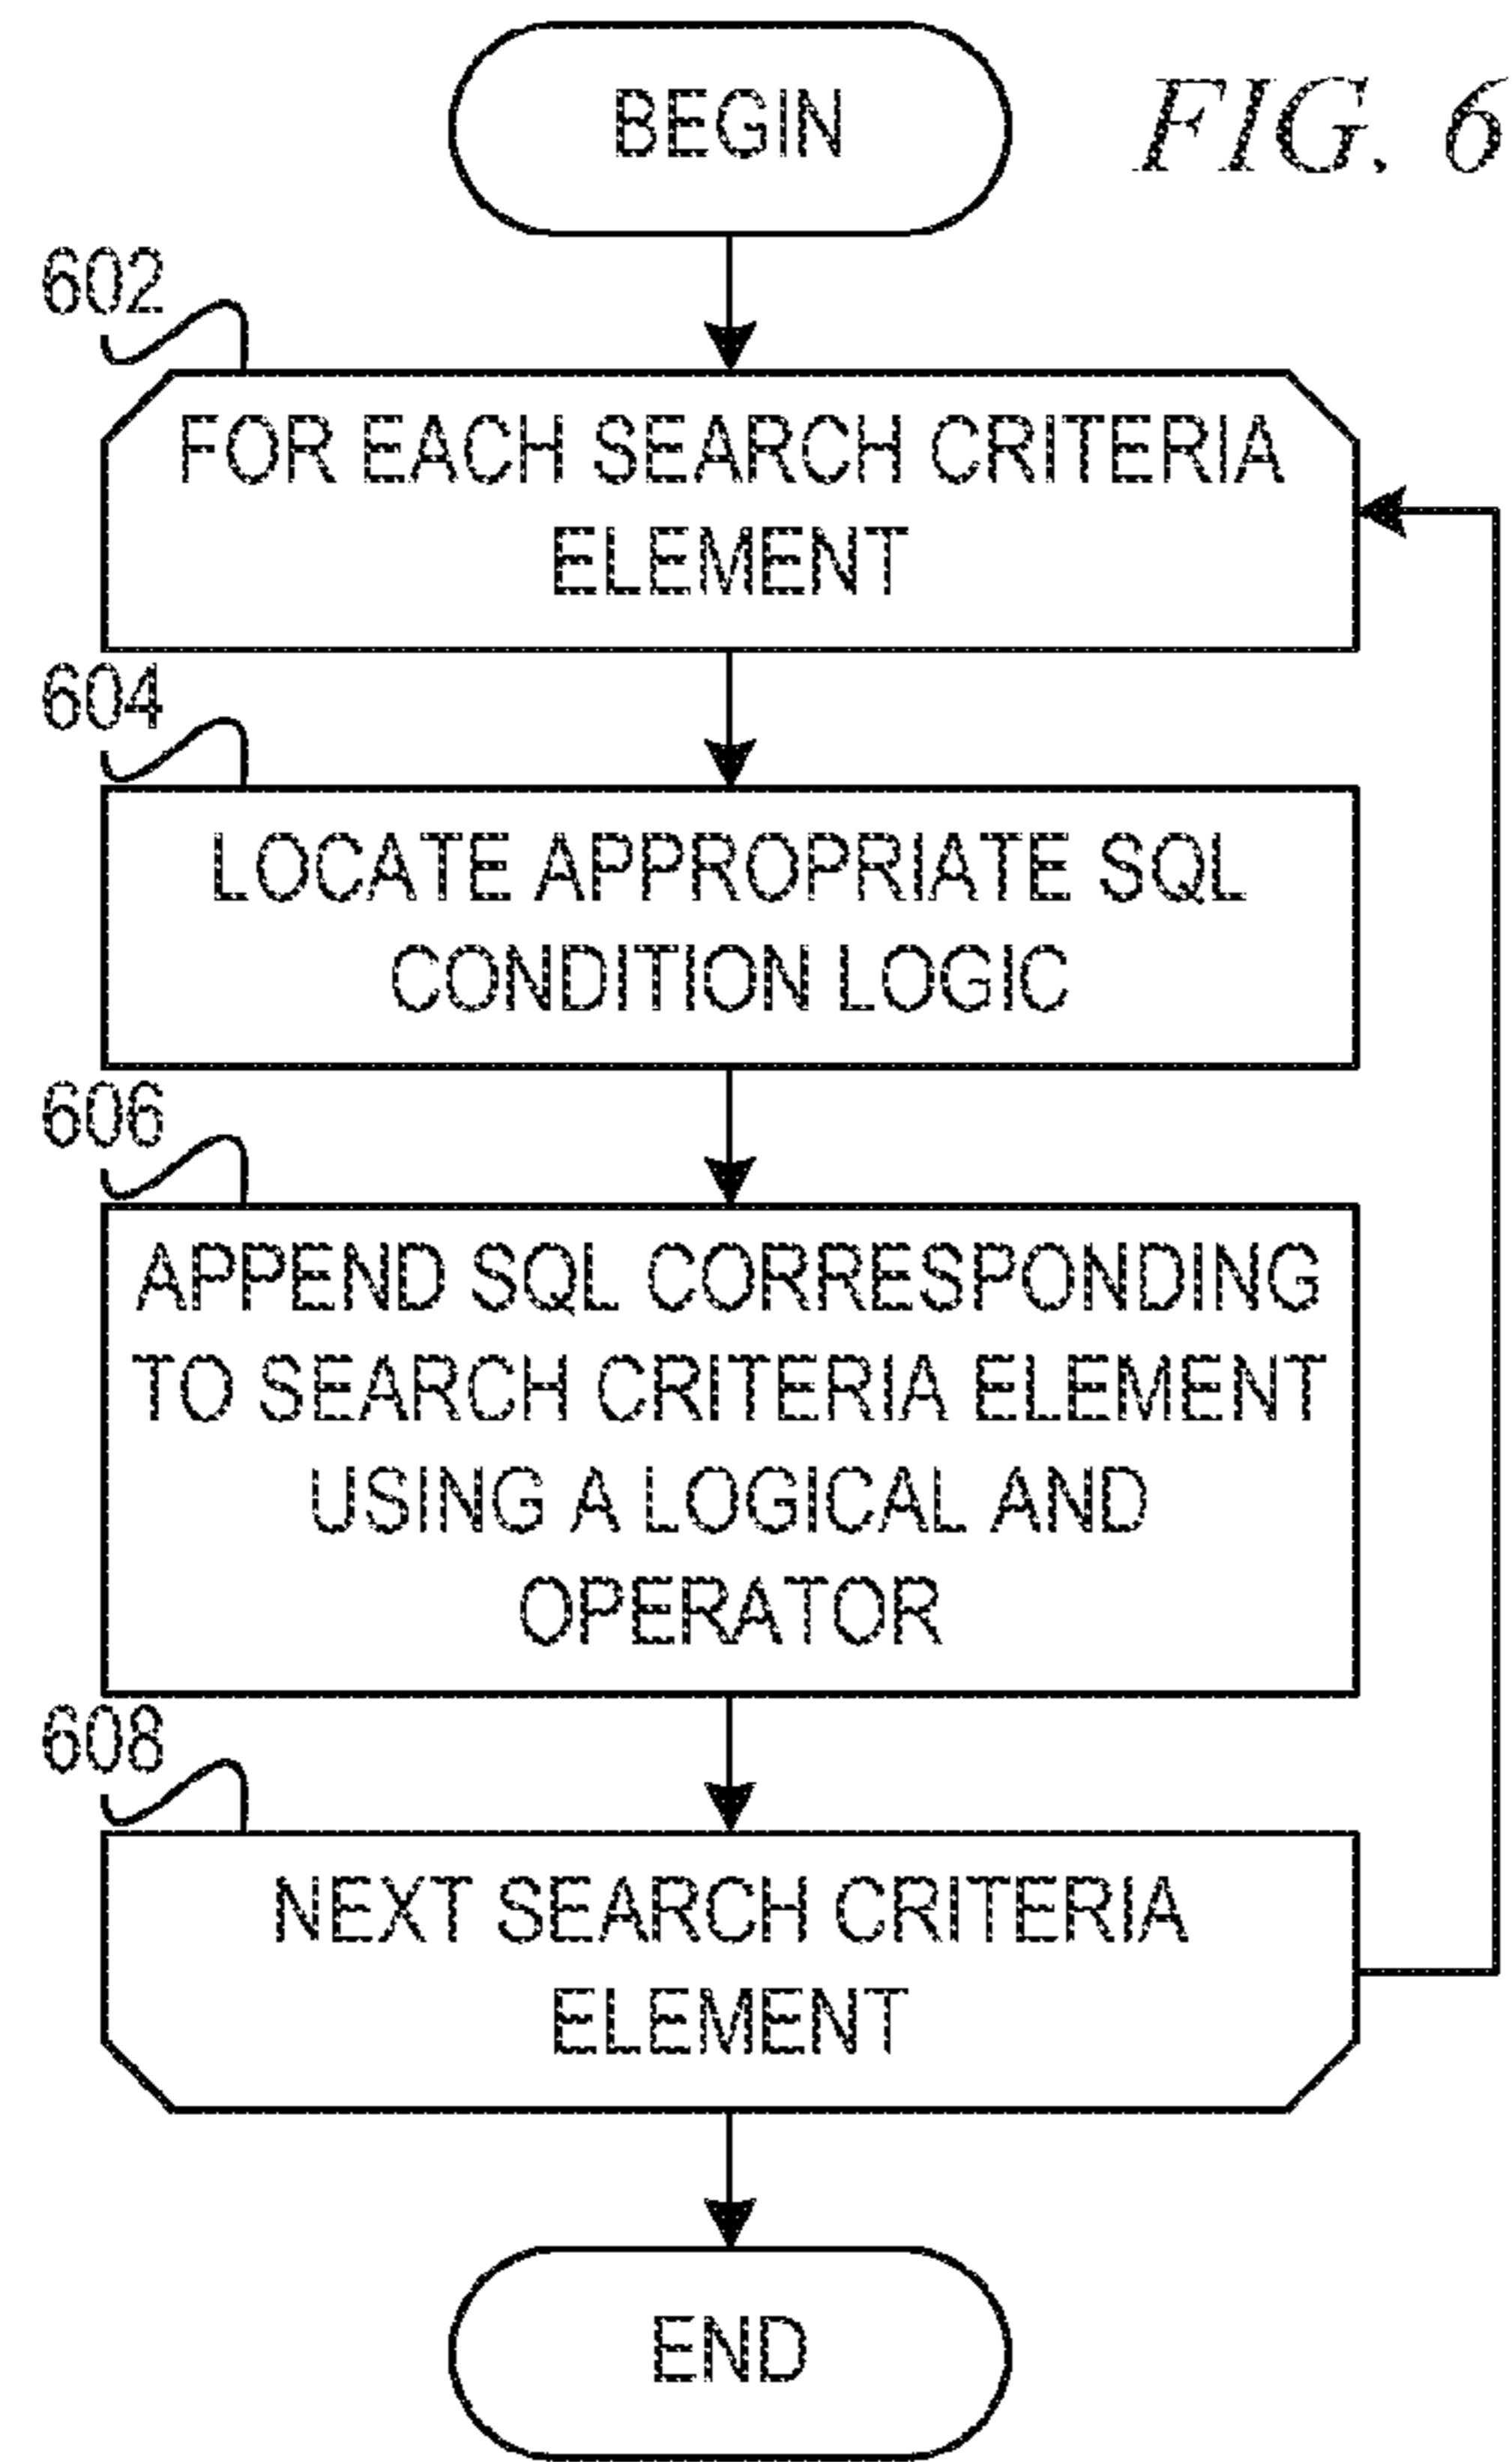 BEGIN
FIG. 6
602
FOR EACH SEARCH CRITERIA
ELEMENT
604
LOCATE APPROPRIATE SQL
CONDITION LOGIC
606
APPEND SQL CORRESPONDING
TO SEARCH CRITERIA ELEMENT
USING A LOGICAL AND
OPERATOR
608
NEXT SEARCH CRITERIA
ELEMENT
END